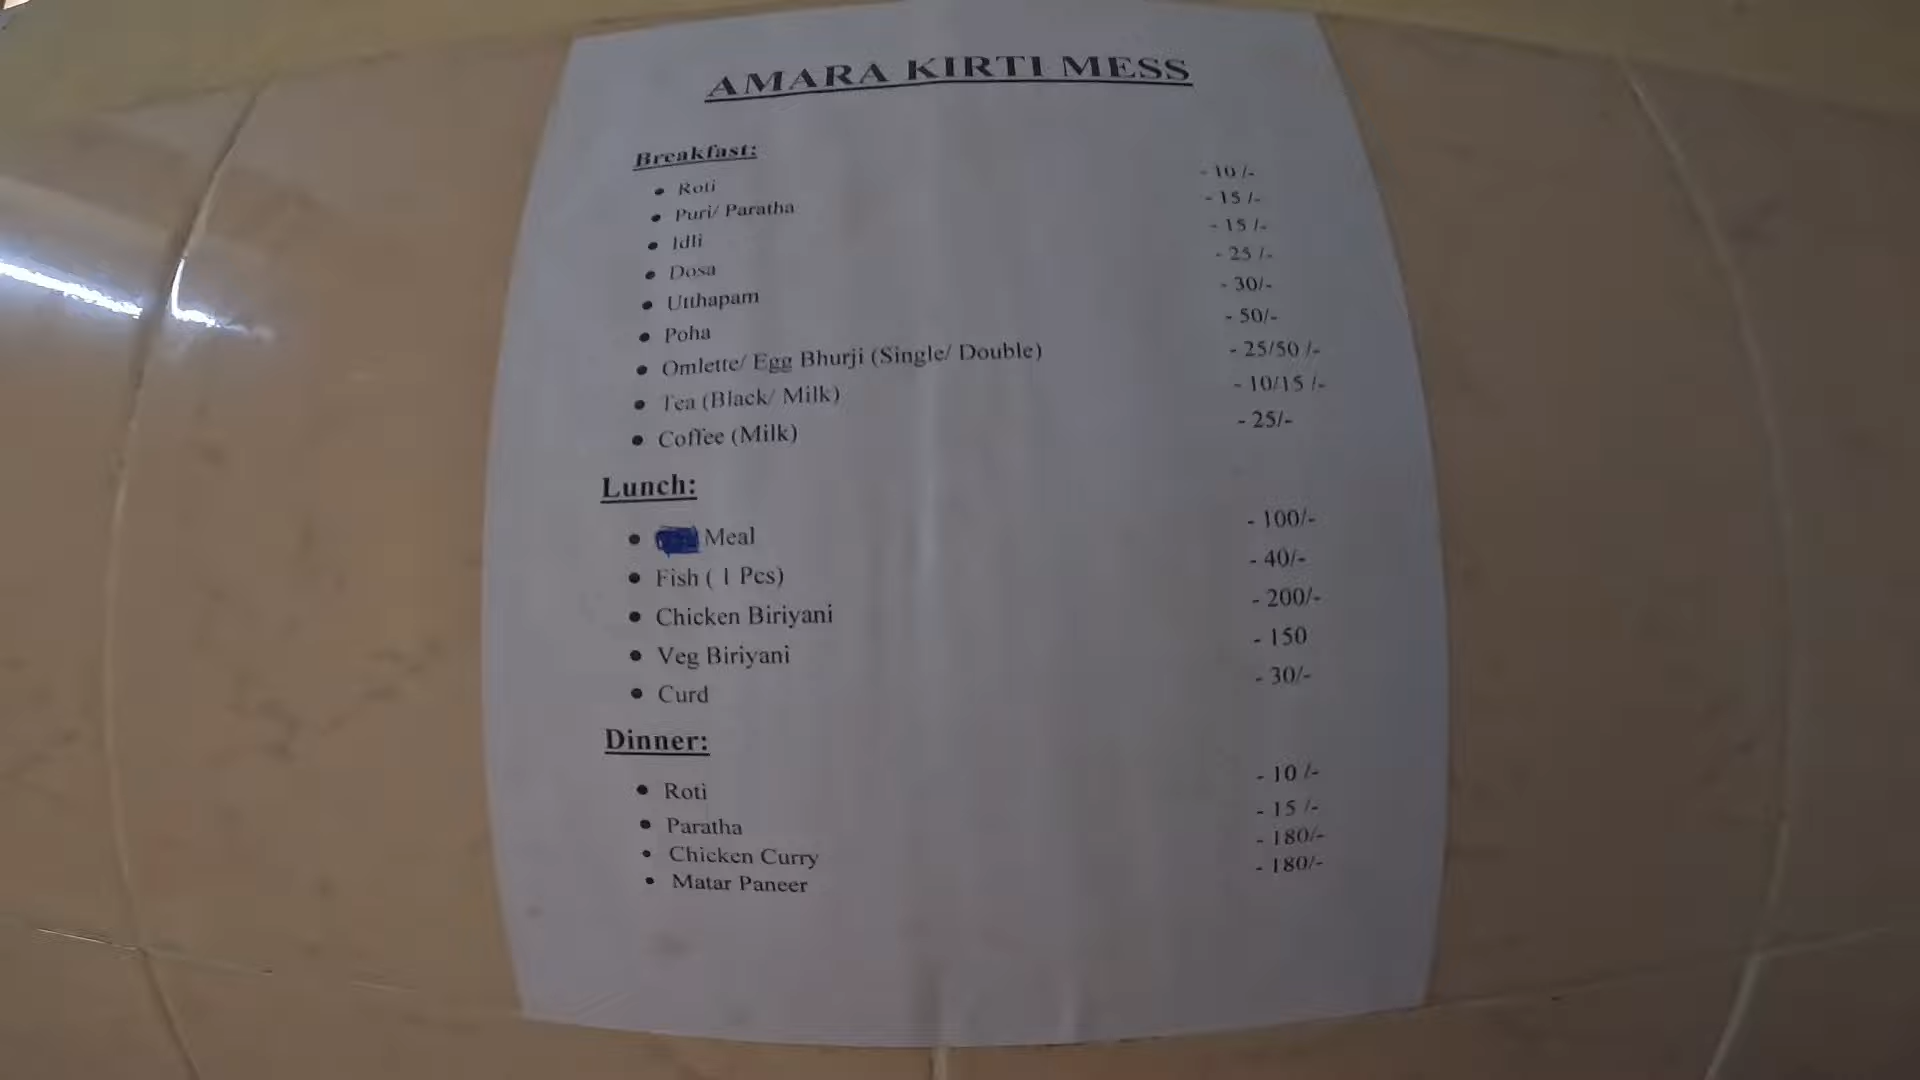 AMARA KIRTI MESS
Breakfast:
• Roti - 10 /-
• Puri/ Paratha - 15 /-
• Idli - 15 /-
• Dosa - 25 /-
• Utthapam - 30/-
• Poha - 50/-
• Omlette/ Egg Bhurji (Single/ Double) - 25/50 /-
• Tea (Black/ Milk) - 10/15 /-
• Coffee (Milk) - 25/-
Lunch:
• Meal - 100/-
• Fish ( 1 Pcs) - 40/-
• Chicken Biriyani - 200/-
• Veg Biriyani - 150
• Curd - 30/-
Dinner:
• Roti - 10 /-
• Paratha - 15 /-
• Chicken Curry - 180/-
• Matar Paneer - 180/-